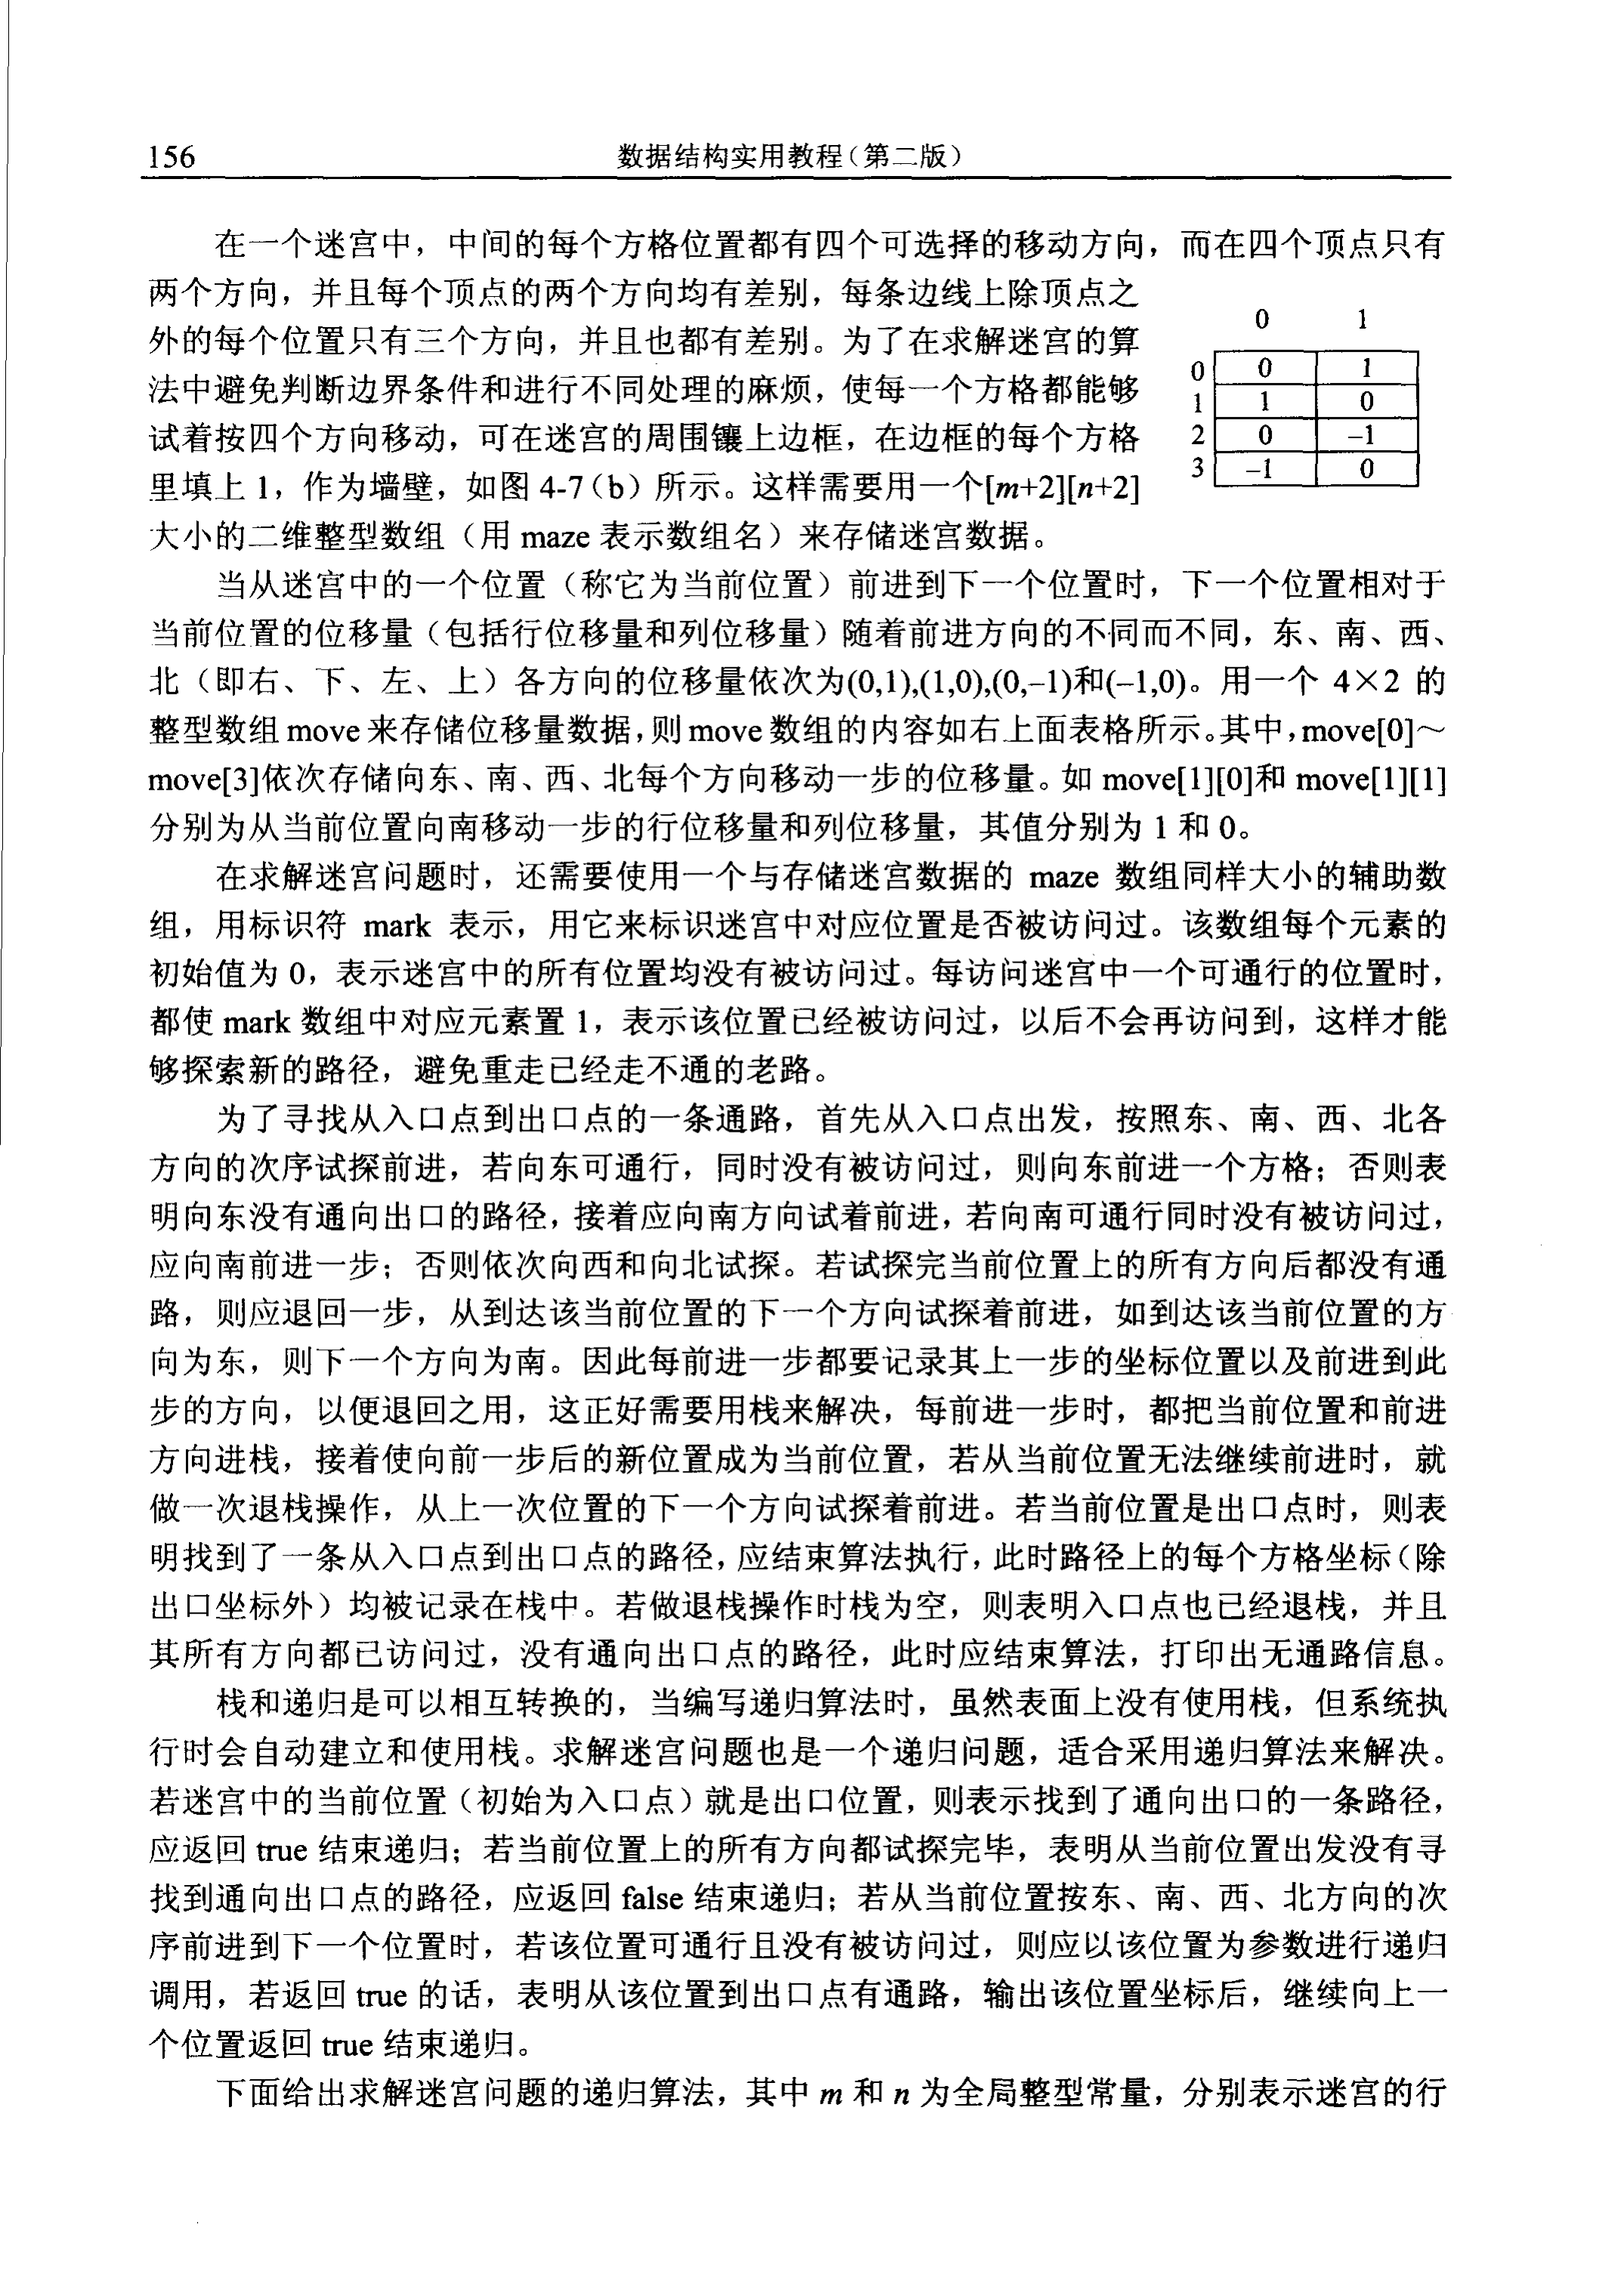 156
数据结构实用教程（第二版）
在一个迷宫中，中间的每个方格位置都有四个可选择的移动方向，而在四个顶点只有
两个方向，并且每个顶点的两个方向均有差别，每条边线上除顶点之
外的每个位置只有三个方向，并且也都有差别。为了在求解迷宫的算
法中避免判断边界条件和进行不同处理的麻烦，使每一个方格都能够
试着按四个方向移动，可在迷宫的周围镶上边框，在边框的每个方格
里填上 1，作为墙壁，如图 4-7（b）所示。这样需要用一个[m+2][n+2]
大小的二维整型数组（用 maze 表示数组名）来存储迷宫数据。
0 1
0 0 1
1 1 0
2 0 −1
3 −1 0
当从迷宫中的一个位置（称它为当前位置）前进到下一个位置时，下一个位置相对于
当前位置的位移量（包括行位移量和列位移量）随着前进方向的不同而不同，东、南、西、
北（即右、下、左、上）各方向的位移量依次为(0,1),(1,0),(0,−1)和(−1,0)。用一个 4×2 的
整型数组 move 来存储位移量数据，则 move 数组的内容如右上面表格所示。其中，move[0]～
move[3]依次存储向东、南、西、北每个方向移动一步的位移量。如 move[1][0]和 move[1][1]
分别为从当前位置向南移动一步的行位移量和列位移量，其值分别为 1 和 0。
在求解迷宫问题时，还需要使用一个与存储迷宫数据的 maze 数组同样大小的辅助数
组，用标识符 mark 表示，用它来标识迷宫中对应位置是否被访问过。该数组每个元素的
初始值为 0，表示迷宫中的所有位置均没有被访问过。每访问迷宫中一个可通行的位置时，
都使 mark 数组中对应元素置 1，表示该位置已经被访问过，以后不会再访问到，这样才能
够探索新的路径，避免重走已经走不通的老路。
为了寻找从入口点到出口点的一条通路，首先从入口点出发，按照东、南、西、北各
方向的次序试探前进，若向东可通行，同时没有被访问过，则向东前进一个方格；否则表
明向东没有通向出口的路径，接着应向南方向试着前进，若向南可通行同时没有被访问过，
应向南前进一步；否则依次向西和向北试探。若试探完当前位置上的所有方向后都没有通
路，则应退回一步，从到达该当前位置的下一个方向试探着前进，如到达该当前位置的方
向为东，则下一个方向为南。因此每前进一步都要记录其上一步的坐标位置以及前进到此
步的方向，以便退回之用，这正好需要用栈来解决，每前进一步时，都把当前位置和前进
方向进栈，接着使向前一步后的新位置成为当前位置，若从当前位置无法继续前进时，就
做一次退栈操作，从上一次位置的下一个方向试探着前进。若当前位置是出口点时，则表
明找到了一条从入口点到出口点的路径，应结束算法执行，此时路径上的每个方格坐标（除
出口坐标外）均被记录在栈中。若做退栈操作时栈为空，则表明入口点也已经退栈，并且
其所有方向都已访问过，没有通向出口点的路径，此时应结束算法，打印出无通路信息。
栈和递归是可以相互转换的，当编写递归算法时，虽然表面上没有使用栈，但系统执
行时会自动建立和使用栈。求解迷宫问题也是一个递归问题，适合采用递归算法来解决。
若迷宫中的当前位置（初始为入口点）就是出口位置，则表示找到了通向出口的一条路径，
应返回 true 结束递归；若当前位置上的所有方向都试探完毕，表明从当前位置出发没有寻
找到通向出口点的路径，应返回 false 结束递归；若从当前位置按东、南、西、北方向的次
序前进到下一个位置时，若该位置可通行且没有被访问过，则应以该位置为参数进行递归
调用，若返回 true 的话，表明从该位置到出口点有通路，输出该位置坐标后，继续向上一
个位置返回 true 结束递归。
下面给出求解迷宫问题的递归算法，其中 m 和 n 为全局整型常量，分别表示迷宫的行